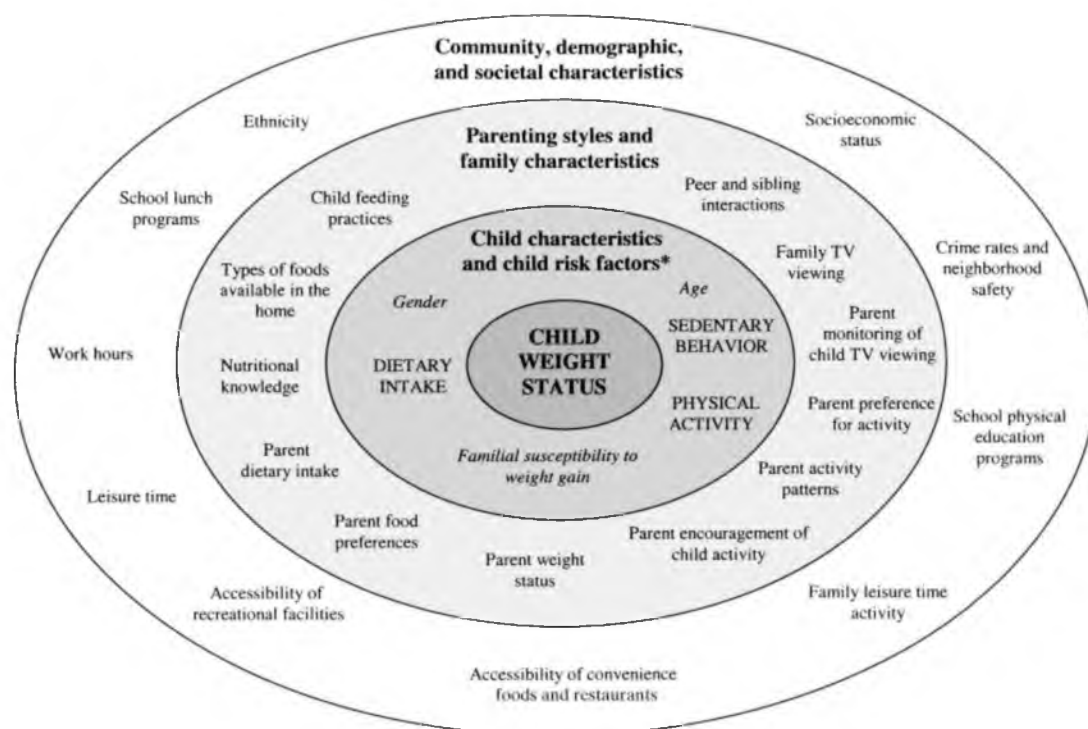 Community, demographic,
and societal characteristics
Ethnicity
Socioeconomic
status
Parenting styles and
family characteristics
School lunch
programs
Child feeding
practices
Peer and sibling
interactions
Child characteristics
and child risk factors*
Crime rates and
neighborhood
safety
Types of foods
available in the
home
Family TV
viewing
Gender
Age
Parent
monitoring of
child TV viewing
SEDENTARY
BEHAVIOR
CHILD
WEIGHT
STATUS
Work hours
Nutritional
knowledge
DIETARY
INTAKE
PHYSICAL
ACTIVITY
Parent preference
for activity
School physical
education
programs
Parent
dietary intake
Familial susceptibility to
weight gain
Parent activity
patterns
Leisure time
Parent food
preferences
Parent weight
status
Parent encouragement of
child activity
Accessibility of
recreational facilities
Family leisure time
activity
Accessibility of convenience
foods and restaurants